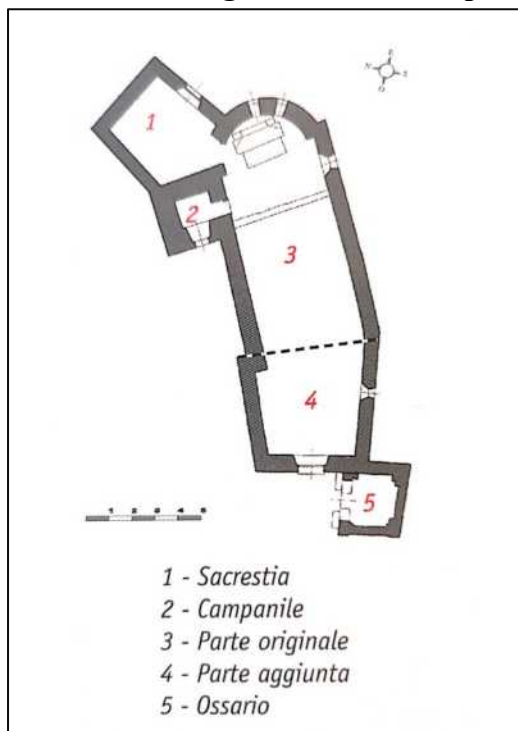 E
N
S
O
1
2
3
4
5
1 - Sacrestia
2 - Campanile
3 - Parte originale
4 - Parte aggiunta
5 - Ossario